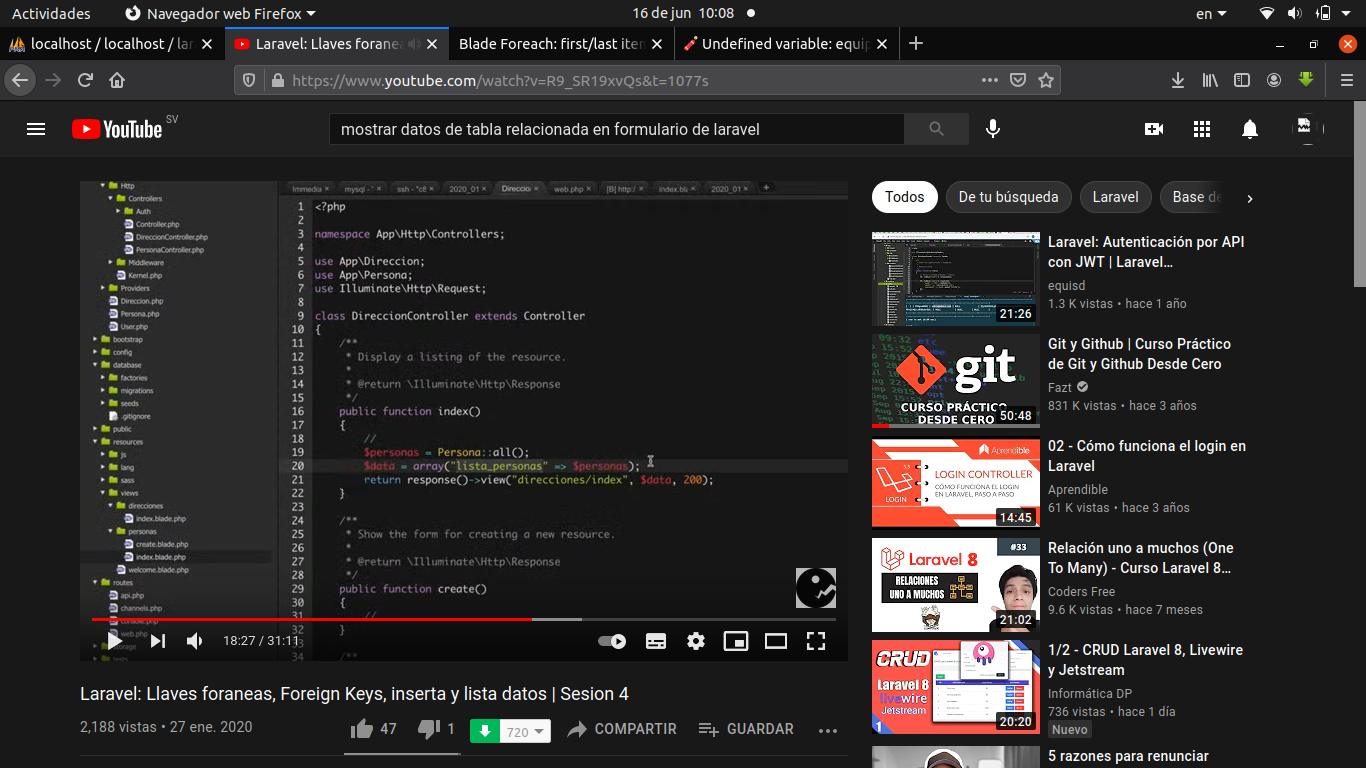 Actividades
Navegador web Firefox
16 de jun 10:08
en
localhost / localhost / lar
Laravel: Llaves foranea
Blade Foreach: first/last iten
Undefined variable: equip
https://www.youtube.com/watch?v=R9_SR19xvQs&t=1077s
YouTube SV
mostrar datos de tabla relacionada en formulario de laravel
Http
Controllers
Auth
Controller.php
DireccionController.php
PersonaController.php
Middleware
Kernel.php
Providers
Direccion.php
Persona.php
User.php
bootstrap
config
database
factories
migrations
seeds
.gitignore
public
resources
js
lang
sass
views
direcciones
index.blade.php
personas
create.blade.php
index.blade.php
welcome.blade.php
routes
api.php
channels.php
console.php
web.php
storage
tests
Immedia
mysql - "
ssh - "c8
2020_01
Direccio
web.php
[B] http:/
index.bl
2020_01
1 <?php
2
3 namespace App\Http\Controllers;
4
5 use App\Direccion;
6 use App\Persona;
7 use Illuminate\Http\Request;
8
9 class DireccionController extends Controller
10 {
11 /**
12 * Display a listing of the resource.
13 *
14 * @return \Illuminate\Http\Response
15 */
16 public function index()
17 {
18 //
19 $personas = Persona::all();
20 $data = array("lista_personas" => $personas);
21 return response()->view("direcciones/index", $data, 200);
22 }
23
24 /**
25 * Show the form for creating a new resource.
26 *
27 * @return \Illuminate\Http\Response
28 */
29 public function create()
30 {
31 //
32 }
33
34 /**
18:27 / 31:11
Laravel: Llaves foraneas, Foreign Keys, inserta y lista datos | Sesion 4
2,188 vistas • 27 ene. 2020
47
1
720
COMPARTIR
GUARDAR
Todos
De tu búsqueda
Laravel
Base de
21:26
Laravel: Autenticación por API
con JWT | Laravel…
equisd
1.3 K vistas • hace 1 año
git
CURSO PRÁCTICO
DESDE CERO
50:48
Git y Github | Curso Práctico
de Git y Github Desde Cero
Fazt
831 K vistas • hace 3 años
Aprendible
LOGIN CONTROLLER
CÓMO FUNCIONA EL LOGIN
EN LARAVEL, PASO A PASO
LOGIN
14:45
02 - Cómo funciona el login en
Laravel
Aprendible
61 K vistas • hace 3 años
Laravel 8
#33
RELACIONES
UNO A MUCHOS
21:02
Relación uno a muchos (One
To Many) - Curso Laravel 8…
Coders Free
9.6 K vistas • hace 7 meses
CRUD
Laravel 8
livewire
Jetstream
1
20:20
1/2 - CRUD Laravel 8, Livewire
y Jetstream
Informática DP
736 vistas • hace 1 día
Nuevo
5 razones para renunciar